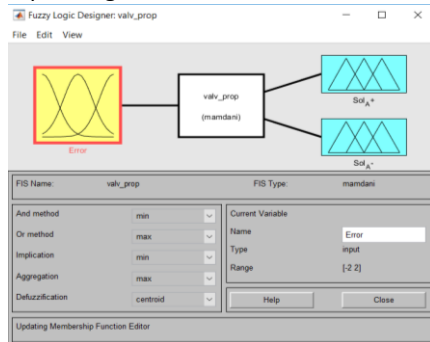 Fuzzy Logic Designer: valv_prop
File Edit View
valv_prop
(mamdani)
Error
Sol_A+
Sol_A-
FIS Name: valv_prop FIS Type: mamdani
And method min
Or method max
Implication min
Aggregation max
Defuzzification centroid
Current Variable
Name Error
Type input
Range [-2 2]
Help Close
Updating Membership Function Editor